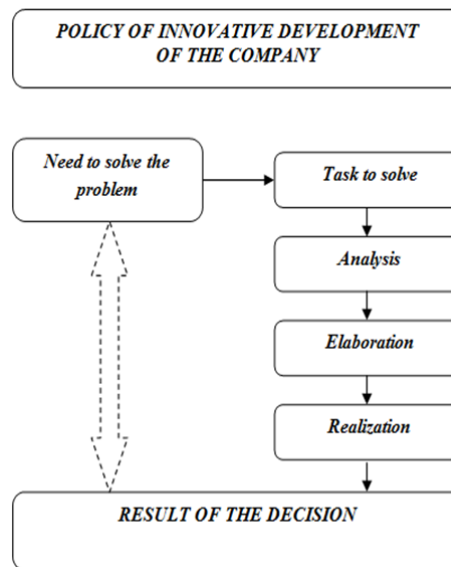 POLICY OF INNOVATIVE DEVELOPMENT
OF THE COMPANY
Need to solve the
problem
Task to solve
Analysis
Elaboration
Realization
RESULT OF THE DECISION